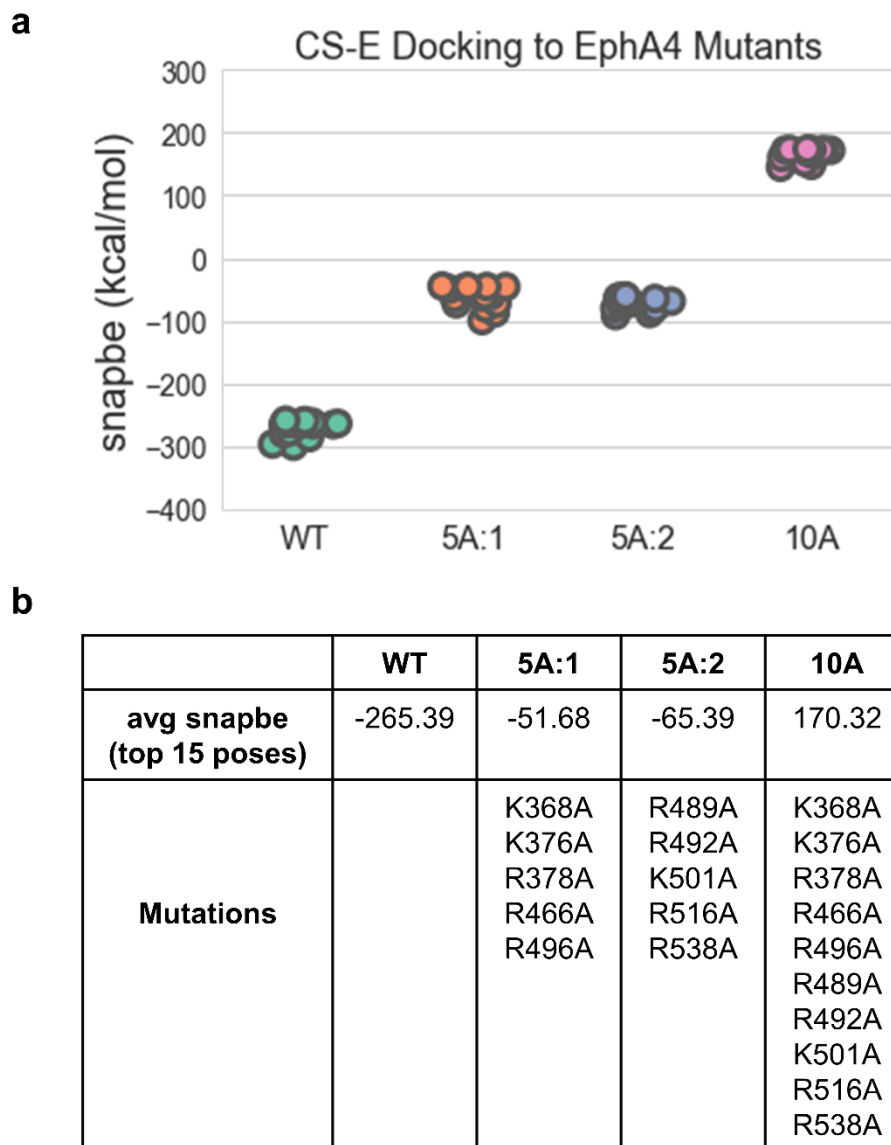 a
CS-E Docking to EphA4 Mutants
snapbe (kcal/mol)
300
200
100
0
−100
−200
−300
−400
WT 5A:1 5A:2 10A
b
WT 5A:1 5A:2 10A
avg snapbe -265.39 -51.68 -65.39 170.32
(top 15 poses)
Mutations
K368A R489A K368A
K376A R492A K376A
R378A K501A R378A
R466A R516A R466A
R496A R538A R496A
R489A
R492A
K501A
R516A
R538A